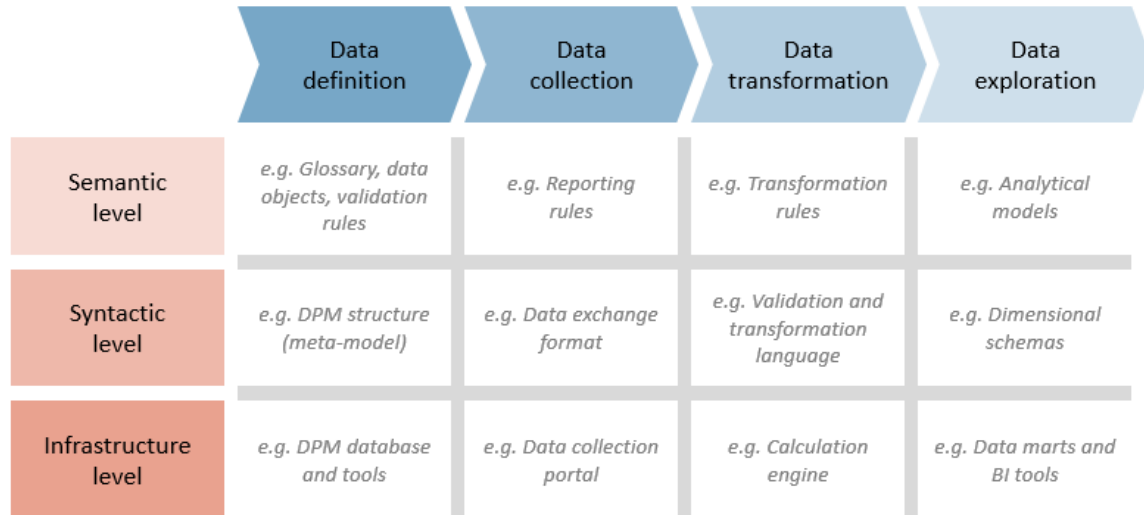 Data
definition
Data
collection
Data
transformation
Data
exploration
Semantic
level
e.g. Glossary, data
objects, validation
rules
e.g. Reporting
rules
e.g. Transformation
rules
e.g. Analytical
models
Syntactic
level
e.g. DPM structure
(meta-model)
e.g. Data exchange
format
e.g. Validation and
transformation
language
e.g. Dimensional
schemas
Infrastructure
level
e.g. DPM database
and tools
e.g. Data collection
portal
e.g. Calculation
engine
e.g. Data marts and
BI tools